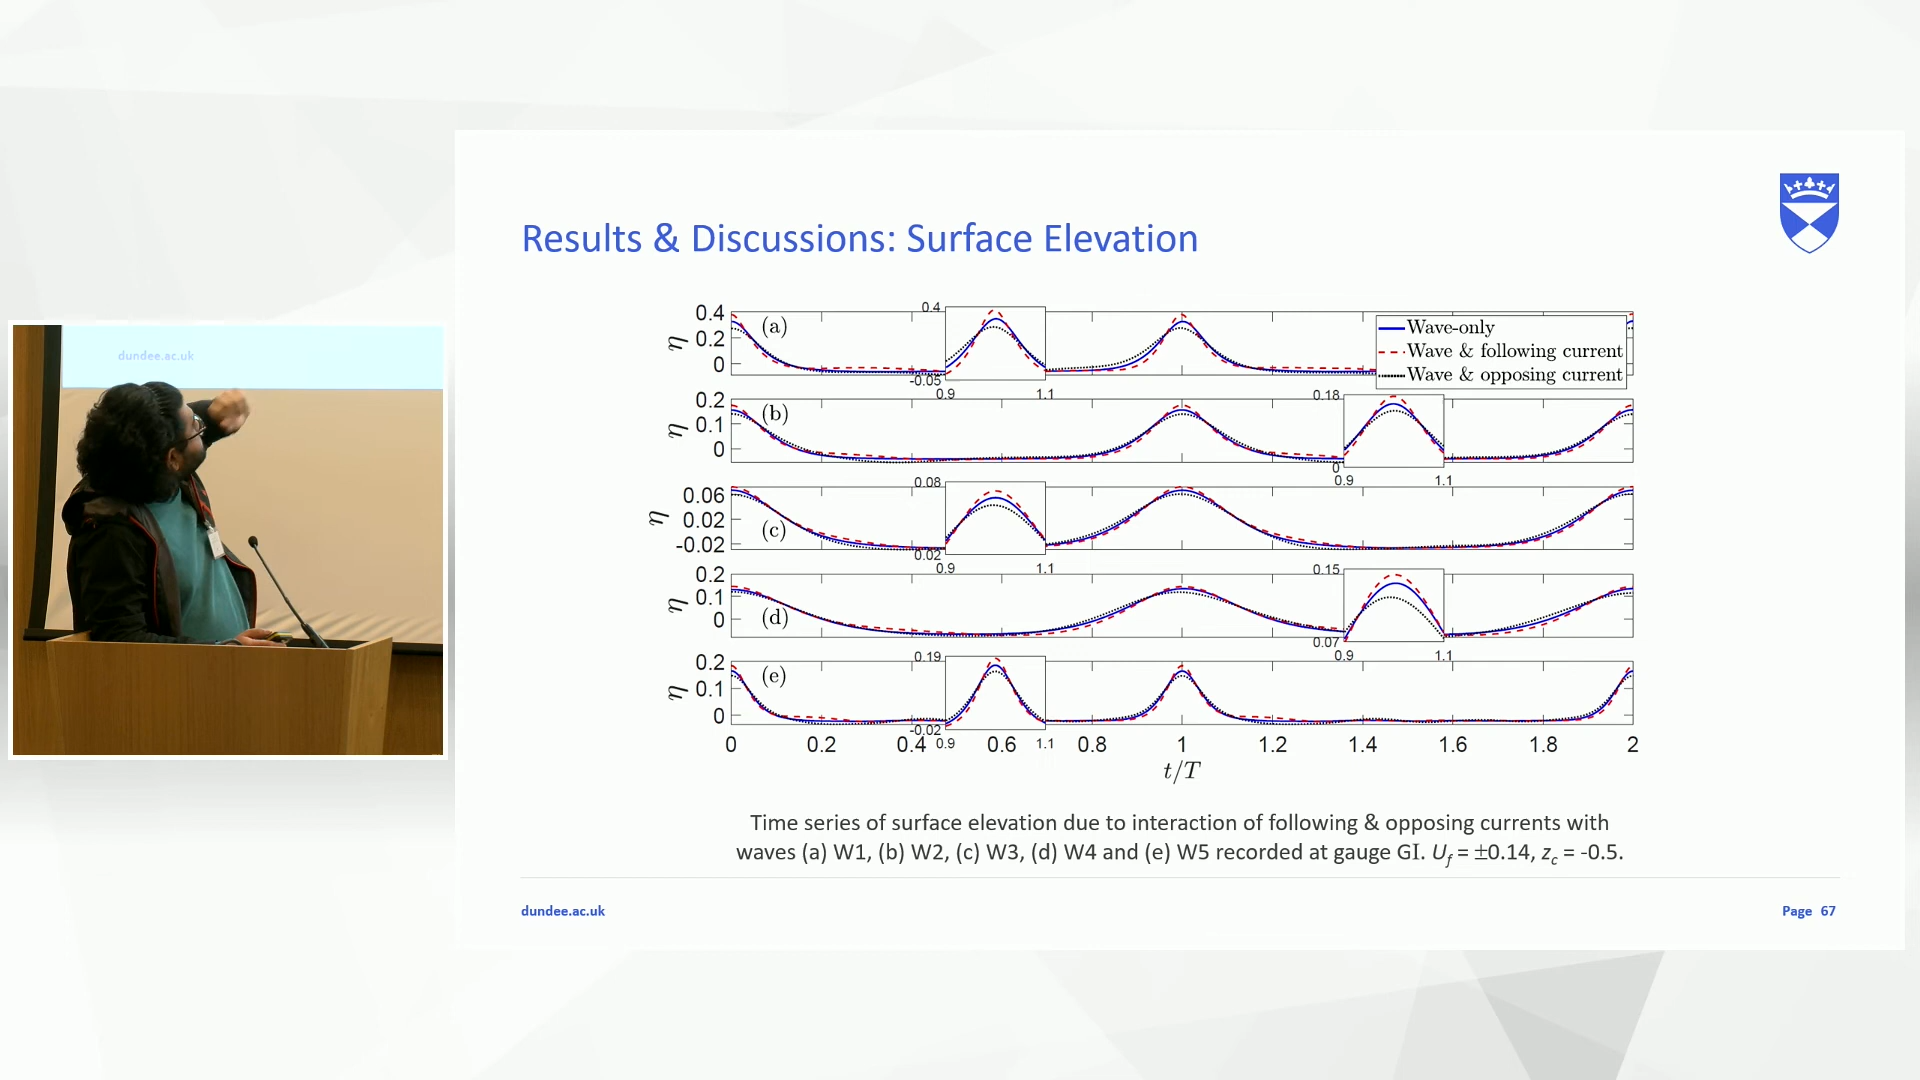 dundee.ac.uk
Results & Discussions: Surface Elevation
0.4
0.2
0
η
(a)
0.4
-0.05
0.9
1.1
Wave-only
Wave & following current
Wave & opposing current
0.2
0.1
0
η
(b)
0.18
0
0.9
1.1
0.06
0.02
-0.02
η
(c)
0.08
0.02
0.9
1.1
0.2
0.1
0
η
(d)
0.15
0.07
0.9
1.1
0.2
0.1
0
η
(e)
0.19
-0.02
0.9
1.1
0 0.2 0.4 0.6 0.8 1 1.2 1.4 1.6 1.8 2
t/T
Time series of surface elevation due to interaction of following & opposing currents with
waves (a) W1, (b) W2, (c) W3, (d) W4 and (e) W5 recorded at gauge GI. U_f = ±0.14, z_c = -0.5.
dundee.ac.uk
Page 67